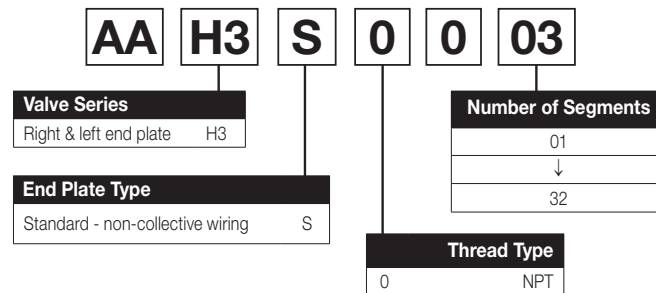 AA H3 S 0 0 03
Valve Series
Right & left end plate H3
Number of Segments
01
↓
32
End Plate Type
Standard - non-collective wiring S
Thread Type
0 NPT